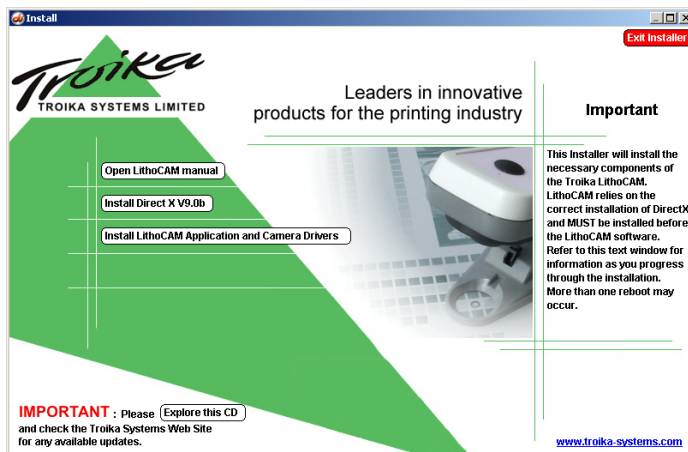 Install
Exit Installer
Troika
TROIKA SYSTEMS LIMITED
Leaders in innovative
products for the printing industry
Open LithoCAM manual
Install Direct X V9.0b
Install LithoCAM Application and Camera Drivers
Important
This Installer will install the
necessary components of
the Troika LithoCAM.
LithoCAM relies on the
correct installation of DirectX
and MUST be installed before
the LithoCAM software.
Refer to this text window for
information as you progress
through the installation.
More than one reboot may
occur.
IMPORTANT : Please Explore this CD
and check the Troika Systems Web Site
for any available updates.
www.troika-systems.com